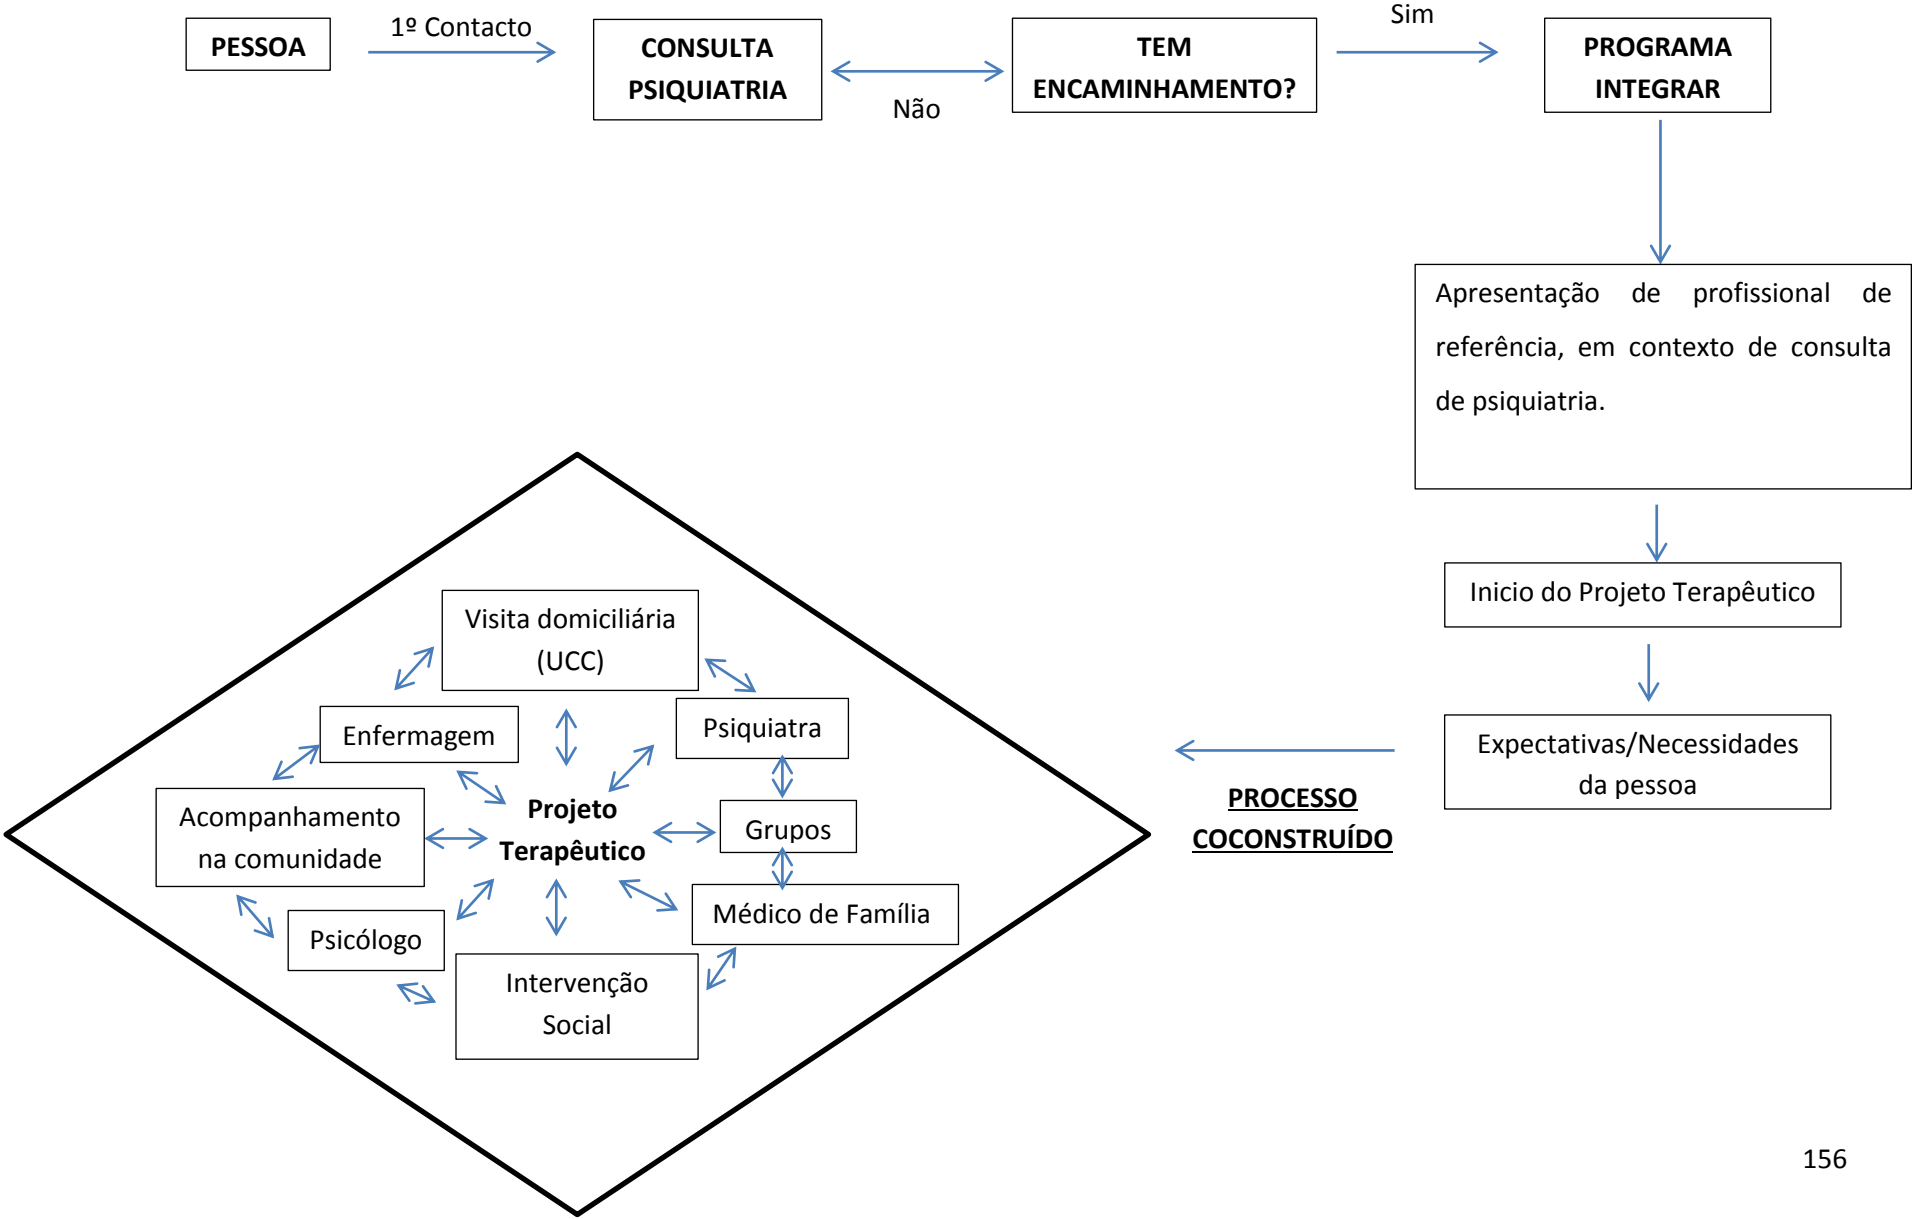 PESSOA
1º Contacto
CONSULTA
PSIQUIATRIA
Não
TEM
ENCAMINHAMENTO?
Sim
PROGRAMA
INTEGRAR
Apresentação de profissional de
referência, em contexto de consulta
de psiquiatria.
Inicio do Projeto Terapêutico
Expectativas/Necessidades
da pessoa
PROCESSO
COCONSTRUÍDO
Visita domiciliária
(UCC)
Enfermagem
Psiquiatra
Acompanhamento
na comunidade
Projeto
Terapêutico
Grupos
Psicólogo
Médico de Família
Intervenção
Social
156